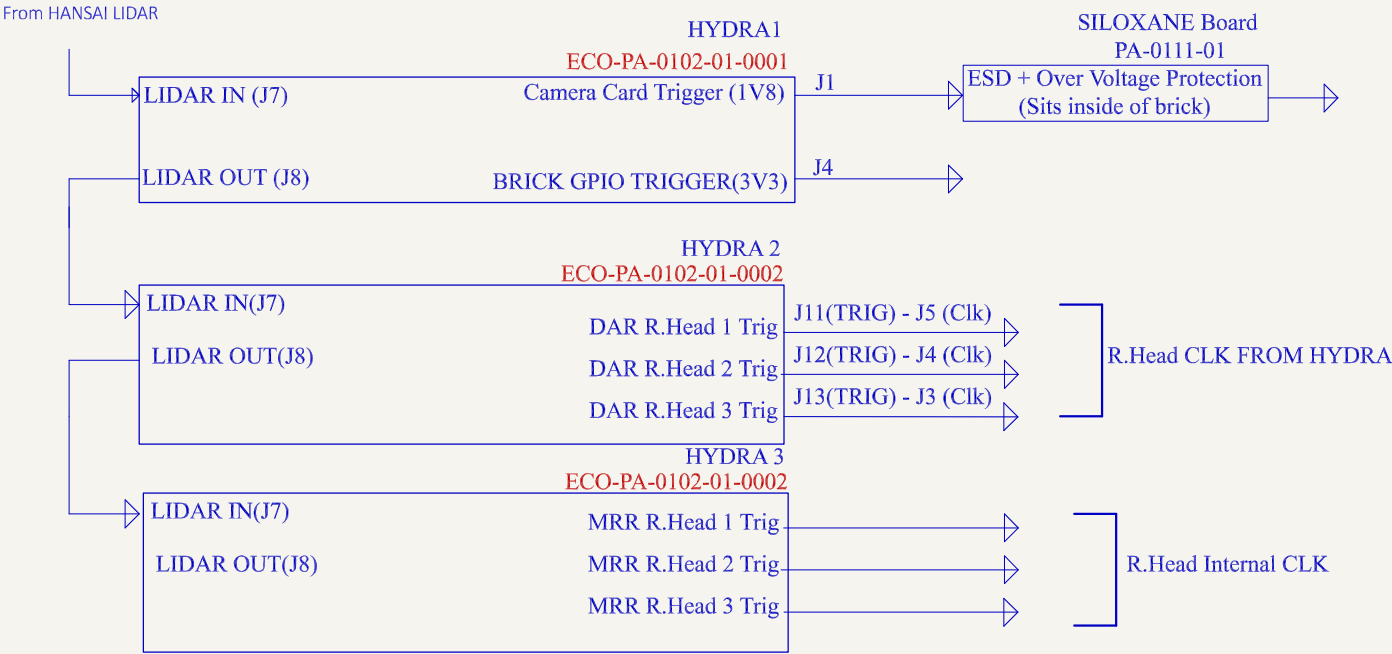 From HANSAI LIDAR
HYDRA1
ECO-PA-0102-01-0001
SILOXANE Board
PA-0111-01
LIDAR IN (J7)
Camera Card Trigger (1V8)
J1
ESD + Over Voltage Protection
(Sits inside of brick)
LIDAR OUT (J8)
BRICK GPIO TRIGGER(3V3)
J4
HYDRA 2
ECO-PA-0102-01-0002
LIDAR IN(J7)
LIDAR OUT(J8)
DAR R.Head 1 Trig
J11(TRIG) - J5 (Clk)
DAR R.Head 2 Trig
J12(TRIG) - J4 (Clk)
DAR R.Head 3 Trig
J13(TRIG) - J3 (Clk)
R.Head CLK FROM HYDRA
HYDRA 3
ECO-PA-0102-01-0002
LIDAR IN(J7)
LIDAR OUT(J8)
MRR R.Head 1 Trig
MRR R.Head 2 Trig
MRR R.Head 3 Trig
R.Head Internal CLK